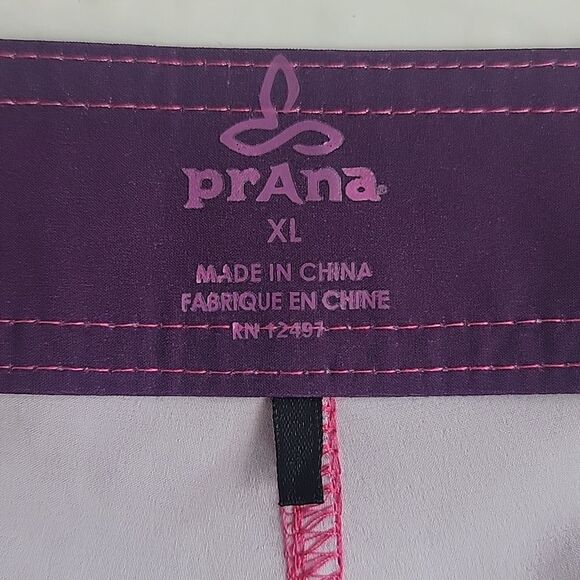 prAna®
XL
MADE IN CHINA
FABRIQUE EN CHINE
RN 12497